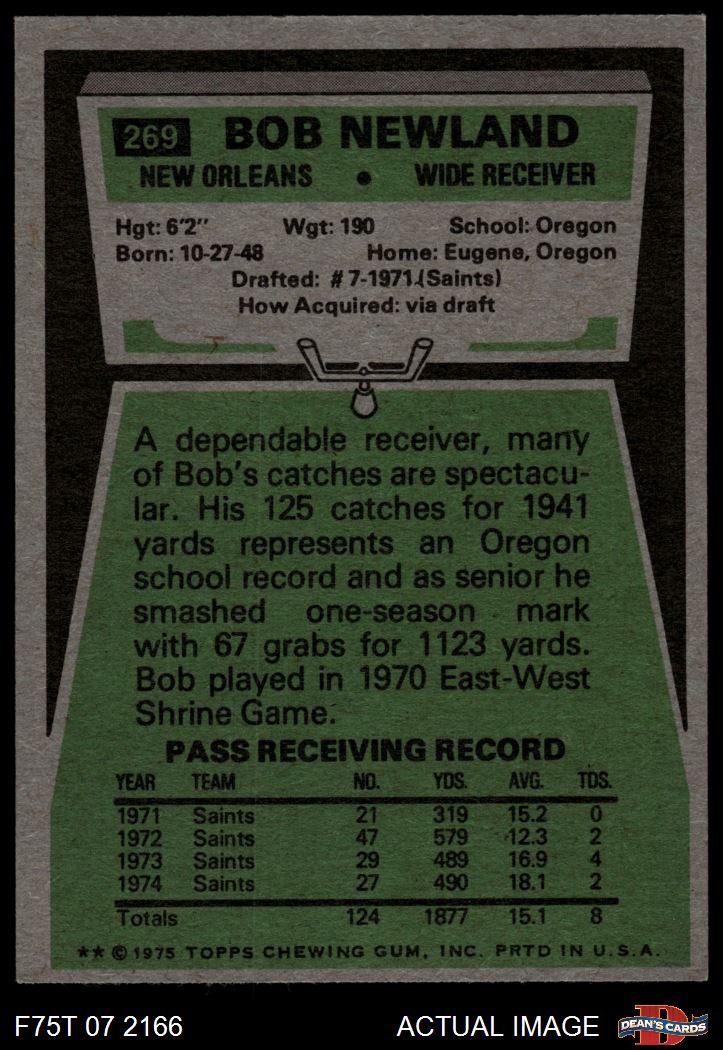 269 BOB NEWLAND
NEW ORLEANS • WIDE RECEIVER
Hgt: 6'2" Wgt: 190 School: Oregon
Born: 10-27-48 Home: Eugene, Oregon
Drafted: #7-1971 (Saints)
How Acquired: via draft
A dependable receiver, many
of Bob's catches are spectacu-
lar. His 125 catches for 1941
yards represents an Oregon
school record and as senior he
smashed one-season mark
with 67 grabs for 1123 yards.
Bob played in 1970 East-West
Shrine Game.
PASS RECEIVING RECORD
YEAR TEAM NO. YDS. AVG. TDS.
1971 Saints 21 319 15.2 0
1972 Saints 47 579 12.3 2
1973 Saints 29 489 16.9 4
1974 Saints 27 490 18.1 2
Totals 124 1877 15.1 8
** © 1975 TOPPS CHEWING GUM, INC. PRTD IN U.S.A.
F75T 07 2166 ACTUAL IMAGE D DEAN'S CARDS